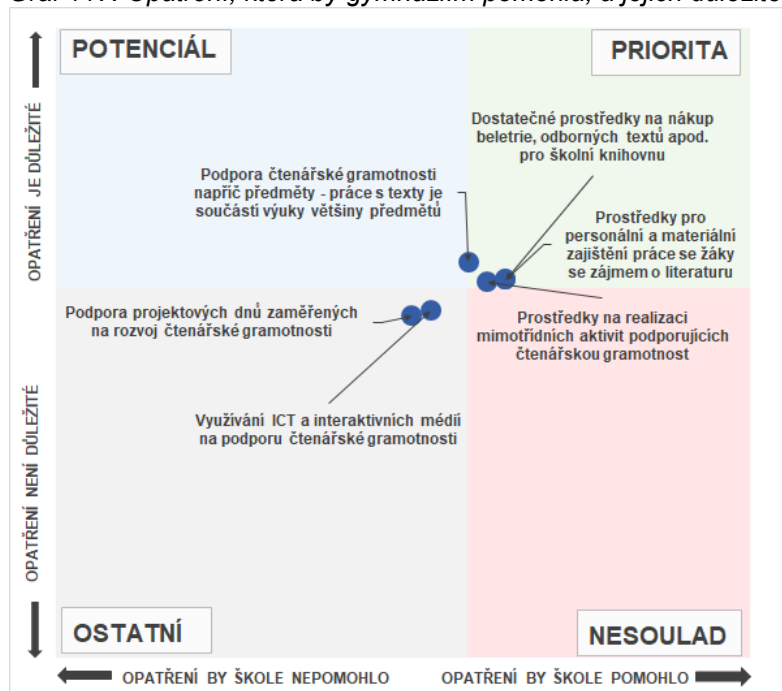 POTENCIÁL
PRIORITA
Dostatečné prostředky na nákup
beletrie, odborných textů apod.
pro školní knihovnu
Podpora čtenářské gramotnosti
napříč předměty - práce s texty je
součástí výuky většiny předmětů
Prostředky pro
personální a materiální
zajištění práce se žáky
se zájmem o literaturu
Podpora projektových dnů zaměřených
na rozvoj čtenářské gramotnosti
Prostředky na realizaci
mimotřídních aktivit podporujících
čtenářskou gramotnost
Využívání ICT a interaktivních médií
na podporu čtenářské gramotnosti
OPATŘENÍ JE DŮLEŽITÉ
OPATŘENÍ NENÍ DŮLEŽITÉ
OSTATNÍ
NESOULAD
OPATŘENÍ BY ŠKOLE NEPOMOHLO
OPATŘENÍ BY ŠKOLE POMOHLO